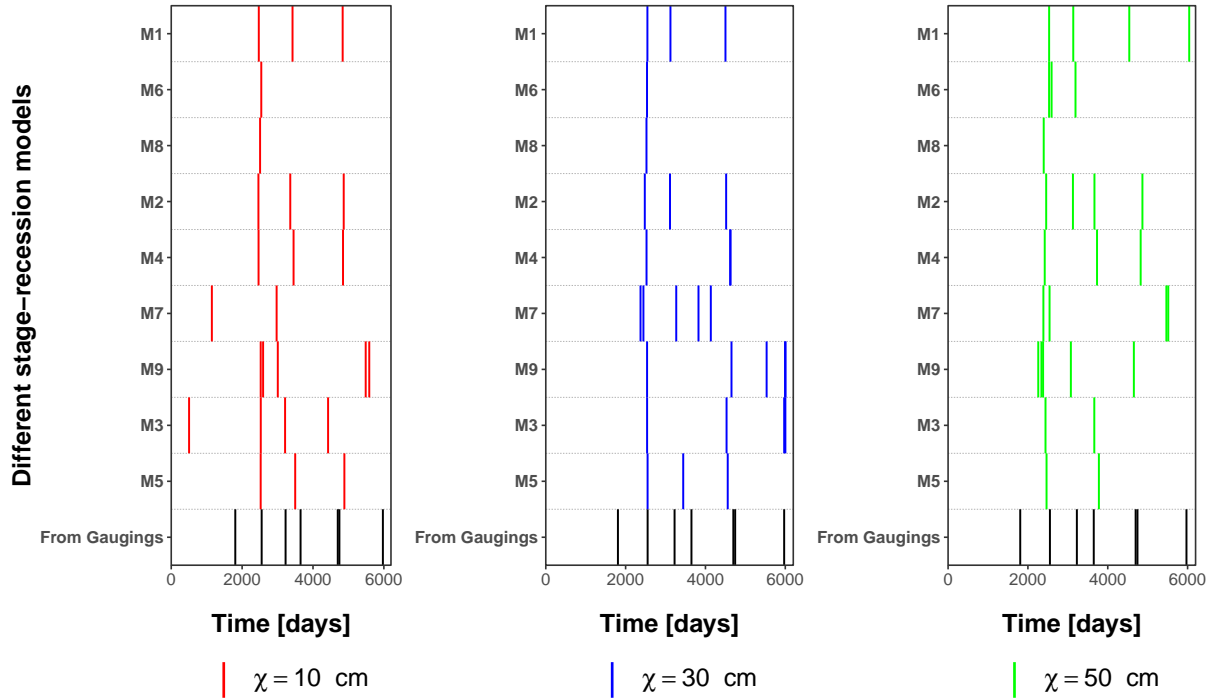 Different stage−recession models
M1
M6
M8
M2
M4
M7
M9
M3
M5
From Gaugings
0 2000 4000 6000
Time [days]
χ = 10 cm
M1
M6
M8
M2
M4
M7
M9
M3
M5
From Gaugings
0 2000 4000 6000
Time [days]
χ = 30 cm
M1
M6
M8
M2
M4
M7
M9
M3
M5
From Gaugings
0 2000 4000 6000
Time [days]
χ = 50 cm